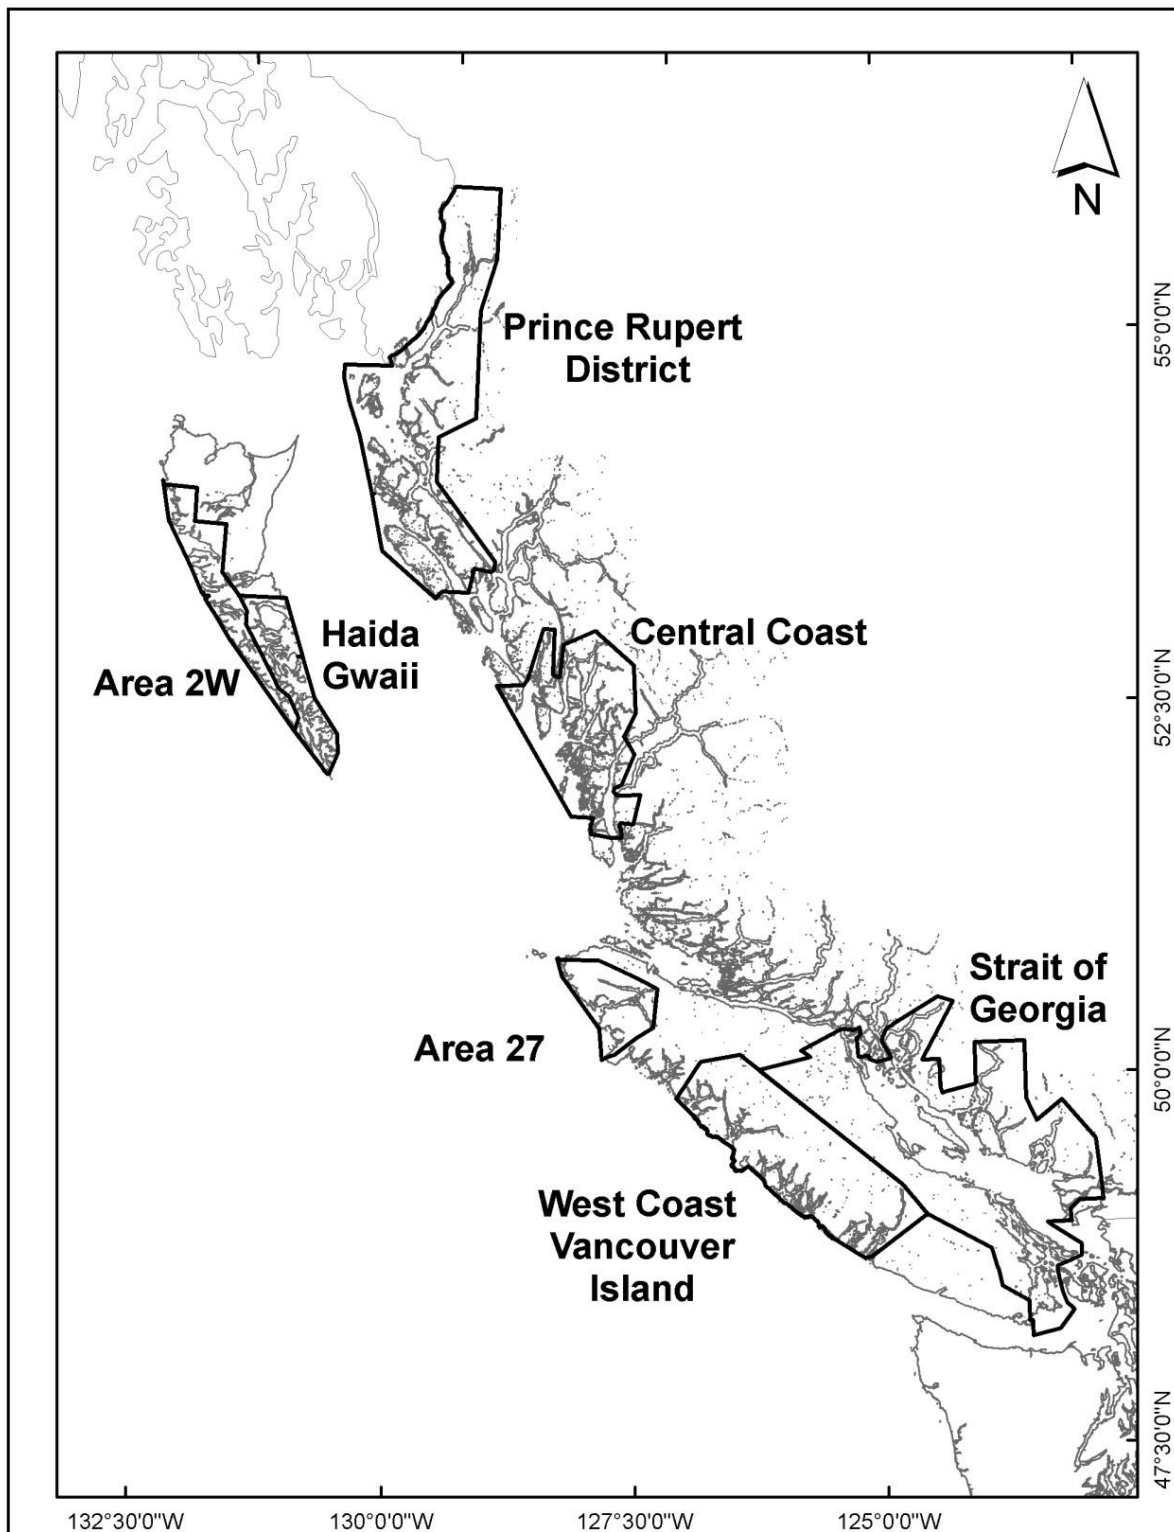 N
Prince Rupert
District
55°0'0"N
Haida
Gwaii
Central Coast
Area 2W
52°30'0"N
Strait of
Georgia
Area 27
50°0'0"N
West Coast
Vancouver
Island
47°30'0"N
132°30'0"W
130°0'0"W
127°30'0"W
125°0'0"W